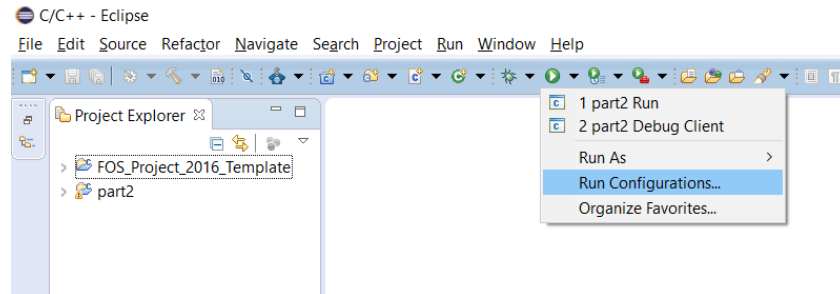 C/C++ - Eclipse
File Edit Source Refactor Navigate Search Project Run Window Help
010
Project Explorer
1 part2 Run
2 part2 Debug Client
Run As
Run Configurations...
Organize Favorites...
FOS_Project_2016_Template
part2